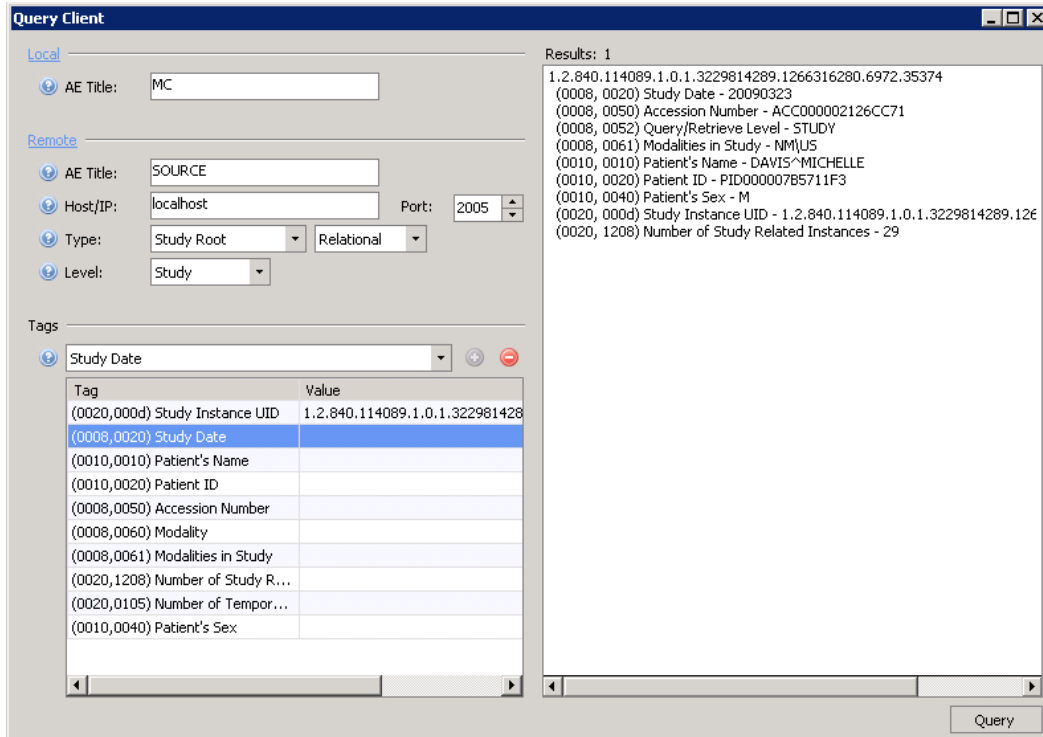 Query Client
Local
AE Title: MC
Remote
AE Title: SOURCE
Host/IP: localhost Port: 2005
Type: Study Root Relational
Level: Study
Tags
Study Date
Tag Value
(0020,000d) Study Instance UID 1.2.840.114089.1.0.1.322981428
(0008,0020) Study Date
(0010,0010) Patient's Name
(0010,0020) Patient ID
(0008,0050) Accession Number
(0008,0060) Modality
(0008,0061) Modalities in Study
(0020,1208) Number of Study R...
(0020,0105) Number of Tempor...
(0010,0040) Patient's Sex
Results: 1
1.2.840.114089.1.0.1.3229814289.1266316280.6972.35374
(0008, 0020) Study Date - 20090323
(0008, 0050) Accession Number - ACC000002126CC71
(0008, 0052) Query/Retrieve Level - STUDY
(0008, 0061) Modalities in Study - NM\US
(0010, 0010) Patient's Name - DAVIS^MICHELLE
(0010, 0020) Patient ID - PID000007B5711F3
(0010, 0040) Patient's Sex - M
(0020, 000d) Study Instance UID - 1.2.840.114089.1.0.1.3229814289.126
(0020, 1208) Number of Study Related Instances - 29
Query